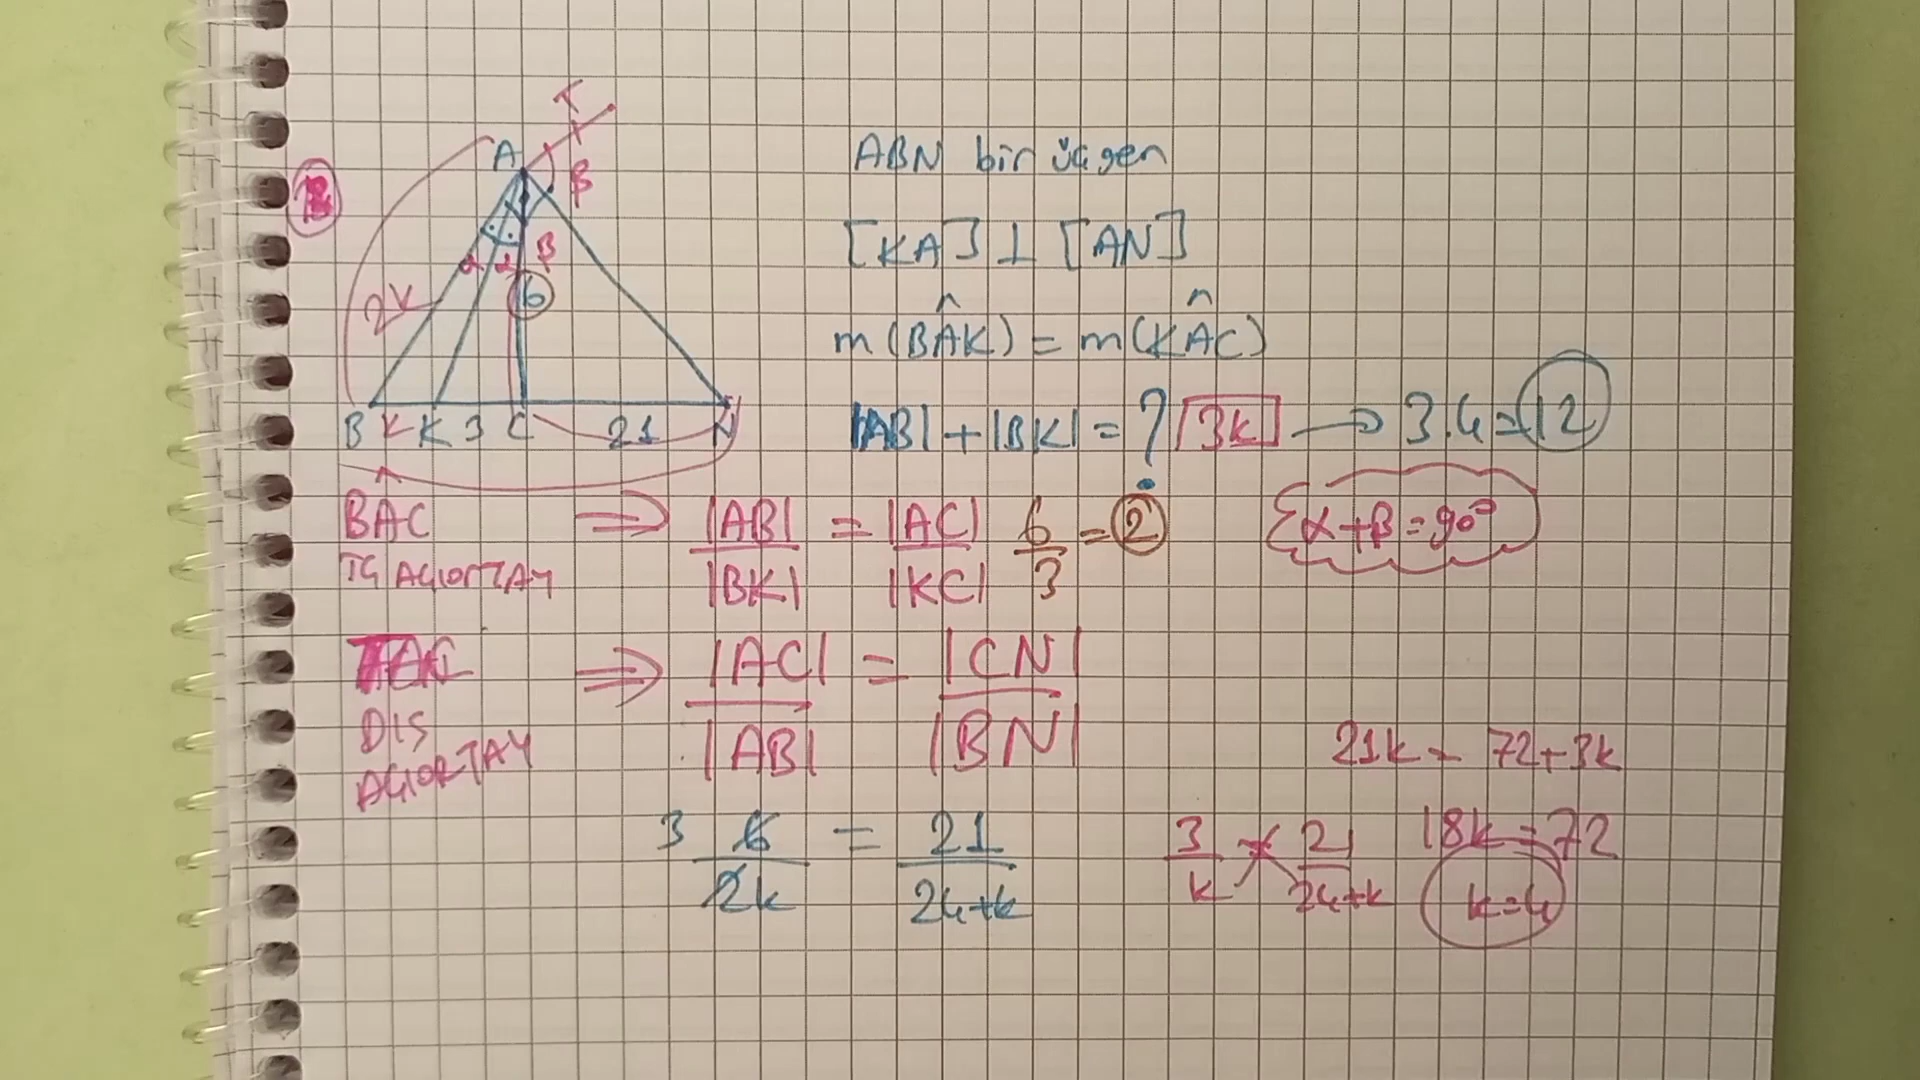 T
A
β
β
α α
6
2k
B K K 3 C 21 N
ABN bir üçgen
[KA] ⊥ [AN]
m(BÂK) = m(KÂC)
|AB| + |BK| = ? 3k → 3.4=12
BAC ⇒ |AB| / |BK| = |AC| / |KC| 6/3 = 2
α+β=90°
AÇIORTAY
⇒ |AC| / |AB| = |CN| / |BN|
DIŞ
AÇIORTAY
21k = 72+3k
3 6/2k = 21/24+k
3/k = 21/24+k
18k=72
k=4